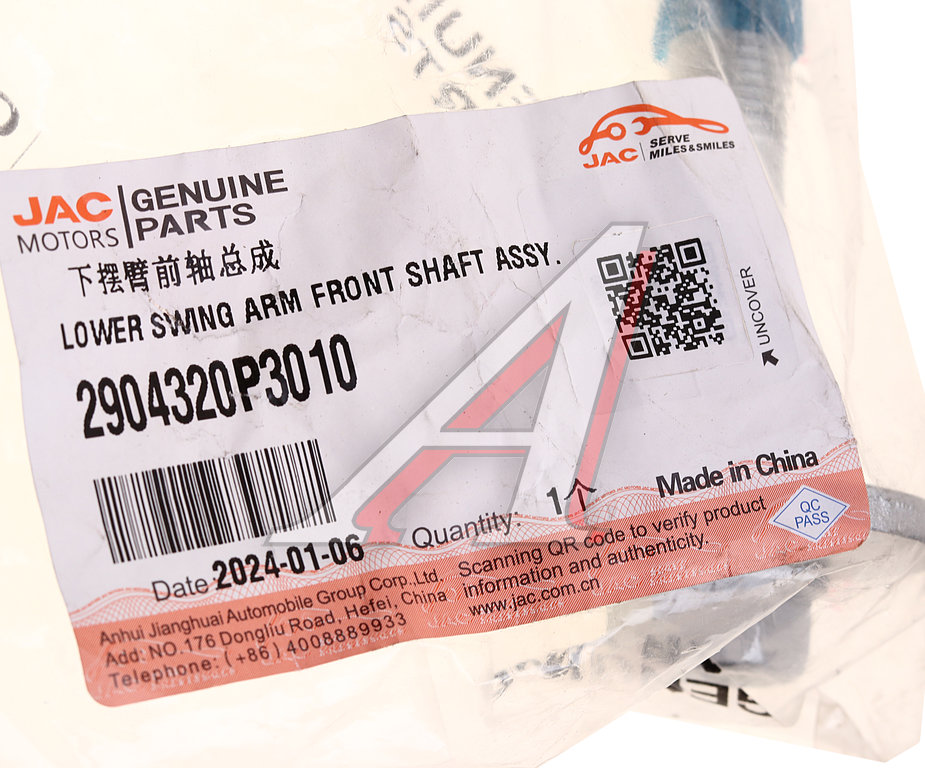 JAC
MOTORS
GENUINE
PARTS
JAC
SERVE
MILES&SMILES
下摆臂前轴总成
LOWER SWING ARM FRONT SHAFT ASSY.
2904320P3010
UNCOVER
Made in China
QC
PASS
Quantity: 1个
Date 2024-01-06
Scanning QR code to verify product
information and authenticity.
www.jac.com.cn
Anhui Jianghuai Automobile Group Corp.,Ltd.
Add: NO.176 Dongliu Road, Hefei, China
Telephone: (+86)4008889933